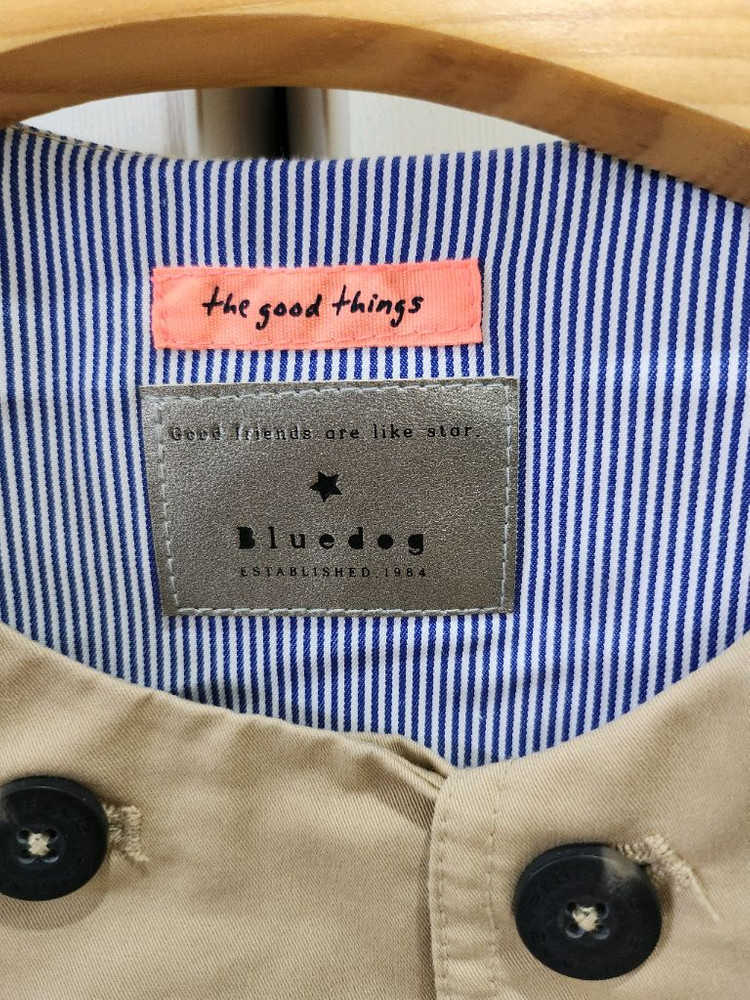 the good things
Good friends are like star.
Bluedog
ESTABLISHED.1984